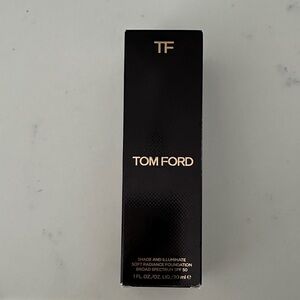 TF
TOM FORD
SHADE AND ILLUMINATE
SOFT RADIANCE FOUNDATION
BROAD SPECTRUM SPF 50
1 FL. OZ./OZ. LIQ./30 ml e